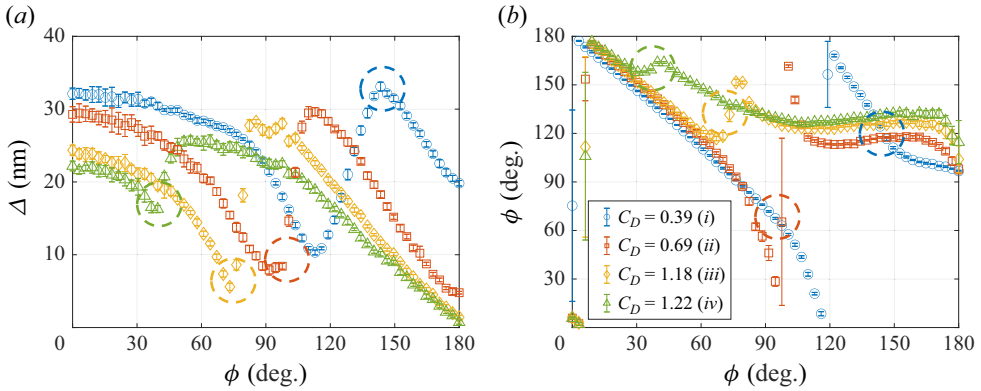 (a)
40
30
20
10
0
Δ (nm)
0 30 60 90 120 150 180
ϕ (deg.)
(b)
180
150
120
90
60
30
0
ϕ (deg.)
C_D = 0.39 (i)
C_D = 0.69 (ii)
C_D = 1.18 (iii)
C_D = 1.22 (iv)
0 30 60 90 120 150 180
ϕ (deg.)